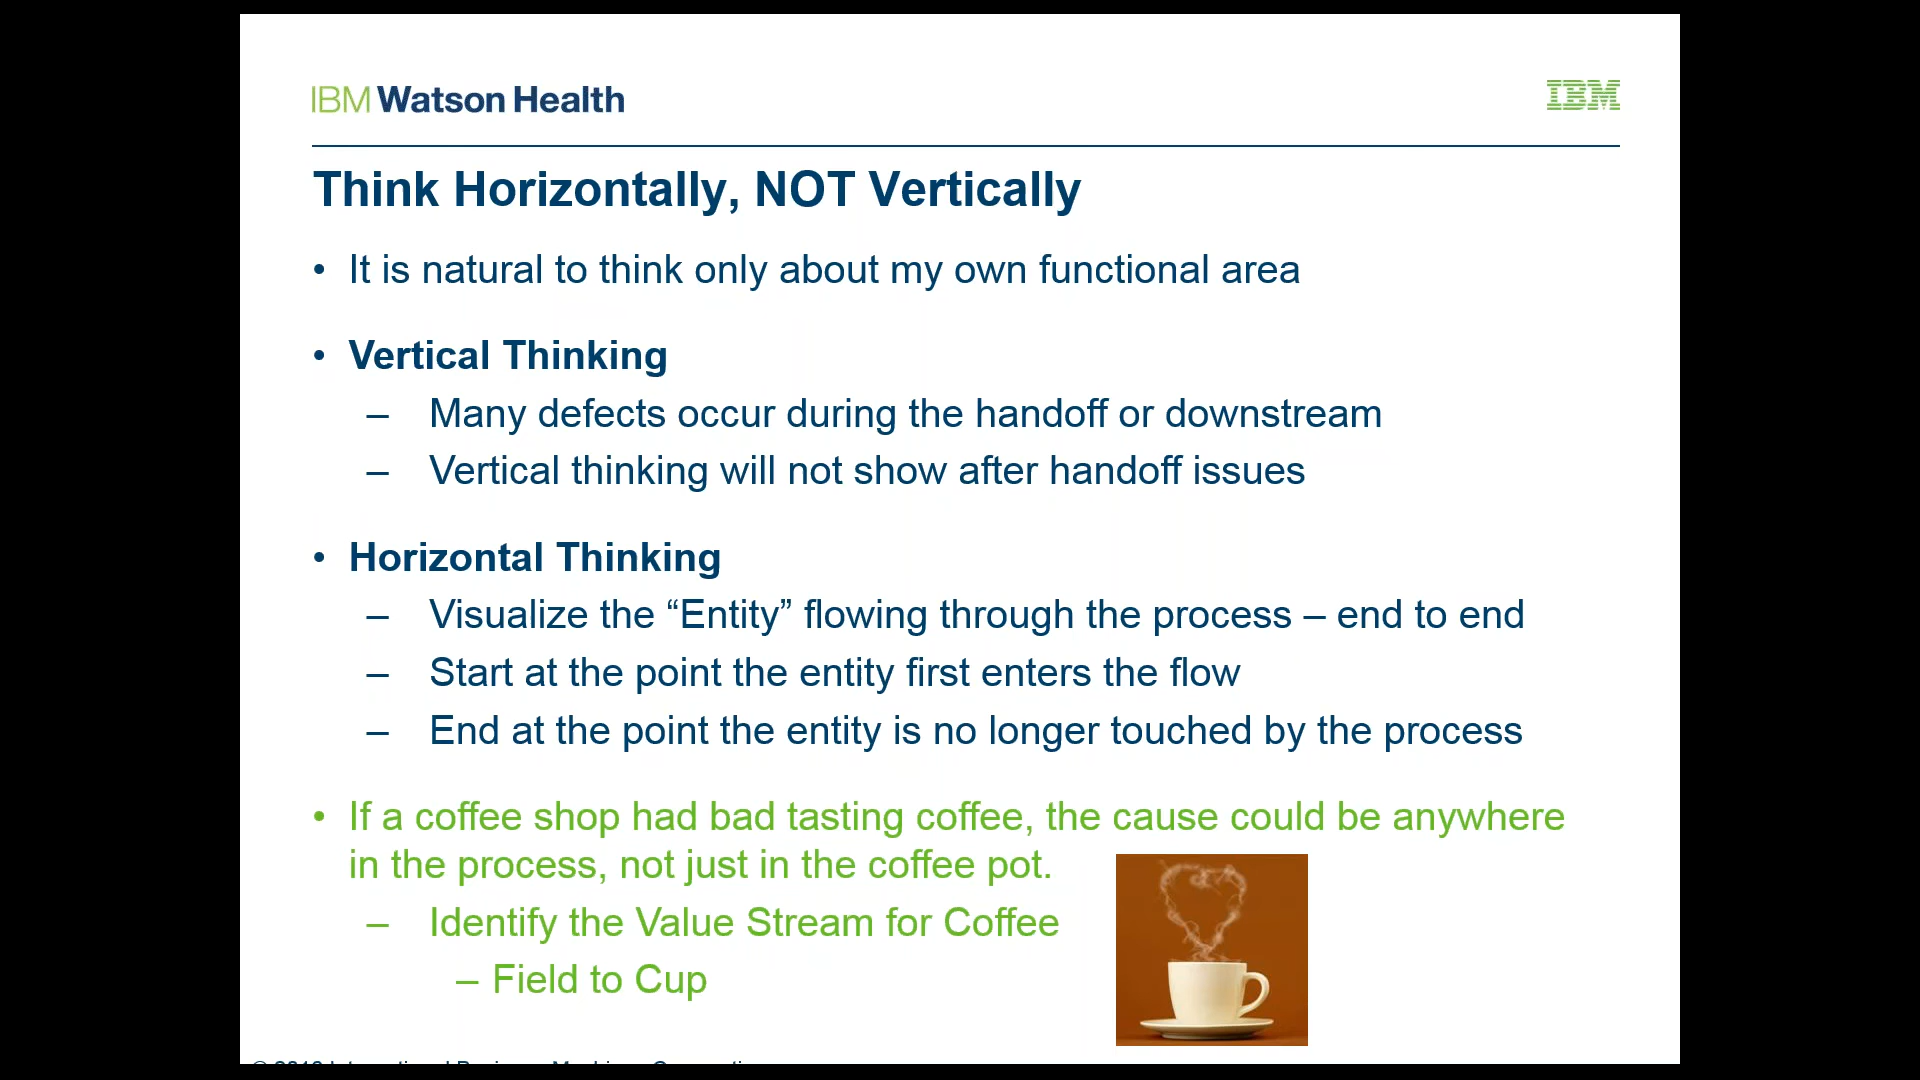 IBM Watson Health
IBM
Think Horizontally, NOT Vertically
• It is natural to think only about my own functional area
• Vertical Thinking
– Many defects occur during the handoff or downstream
– Vertical thinking will not show after handoff issues
• Horizontal Thinking
– Visualize the “Entity” flowing through the process – end to end
– Start at the point the entity first enters the flow
– End at the point the entity is no longer touched by the process
• If a coffee shop had bad tasting coffee, the cause could be anywhere
in the process, not just in the coffee pot.
– Identify the Value Stream for Coffee
– Field to Cup